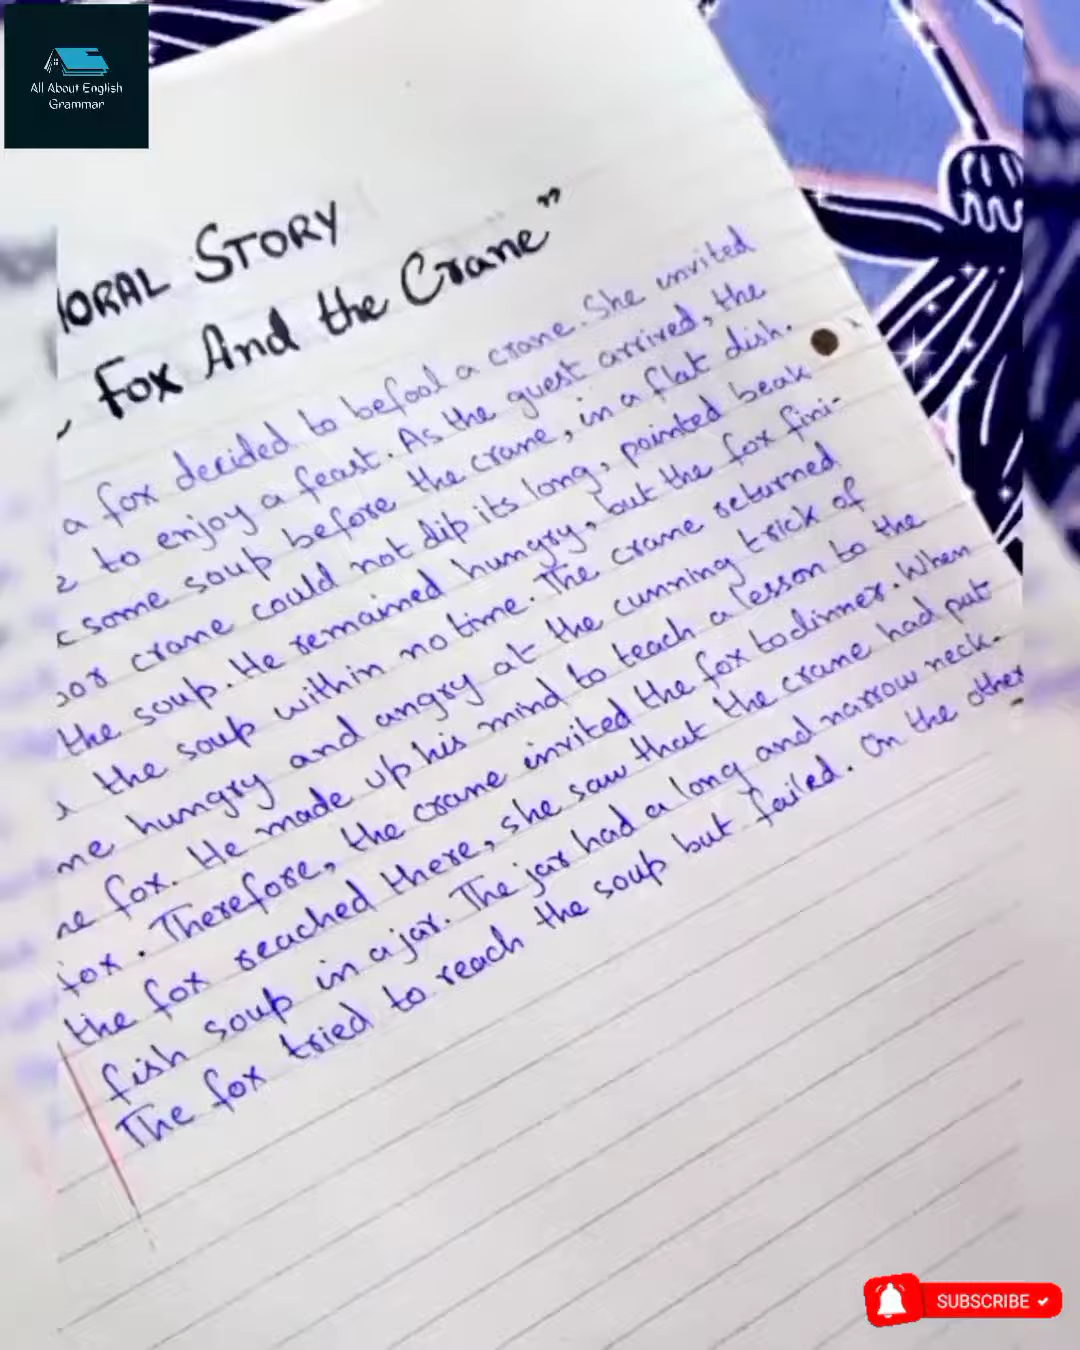 All About English
Grammar
ORAL STORY
Fox And the Crane"
a fox decided to befool a crane. She invited
to enjoy a feast. As the guest arrived, the
some soup before the crane, in a flat dish.
oor crane could not dip its long, pointed beak
the soup. He remained hungry, but the fox fini-
the soup within no time. The crane returned
me hungry and angry at the cunning trick of
he fox. He made up his mind to teach a lesson to the
fox. Therefore, the crane invited the fox to dinner. When
the fox reached there, she saw that the crane had put
fish soup in a jar. The jar had a long and narrow neck.
The fox tried to reach the soup but failed. On the other
SUBSCRIBE